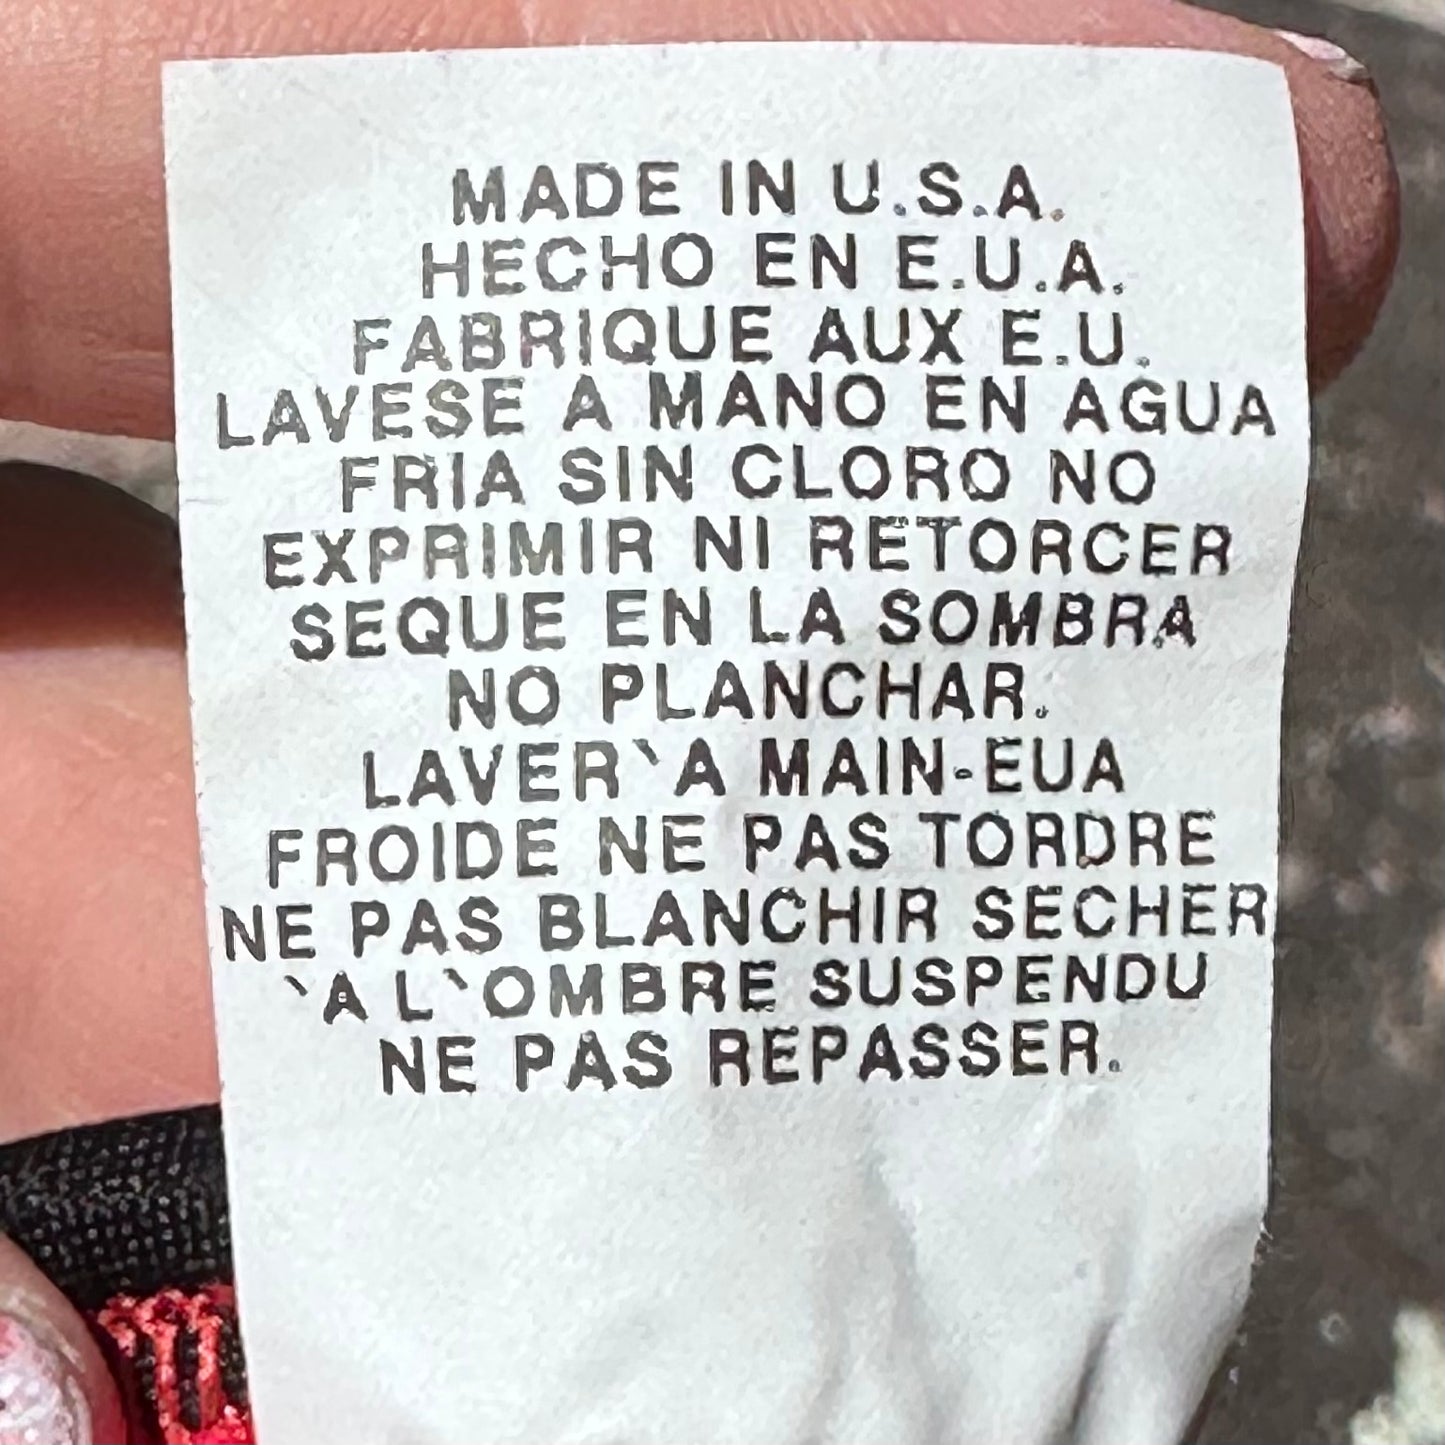 MADE IN U.S.A.
HECHO EN E.U.A.
FABRIQUE AUX E.U.
LAVESE A MANO EN AGUA
FRIA SIN CLORO NO
EXPRIMIR NI RETORCER
SEQUE EN LA SOMBRA
NO PLANCHAR.
LAVER`A MAIN-EUA
FROIDE NE PAS TORDRE
NE PAS BLANCHIR SECHER
`A L`OMBRE SUSPENDU
NE PAS REPASSER.